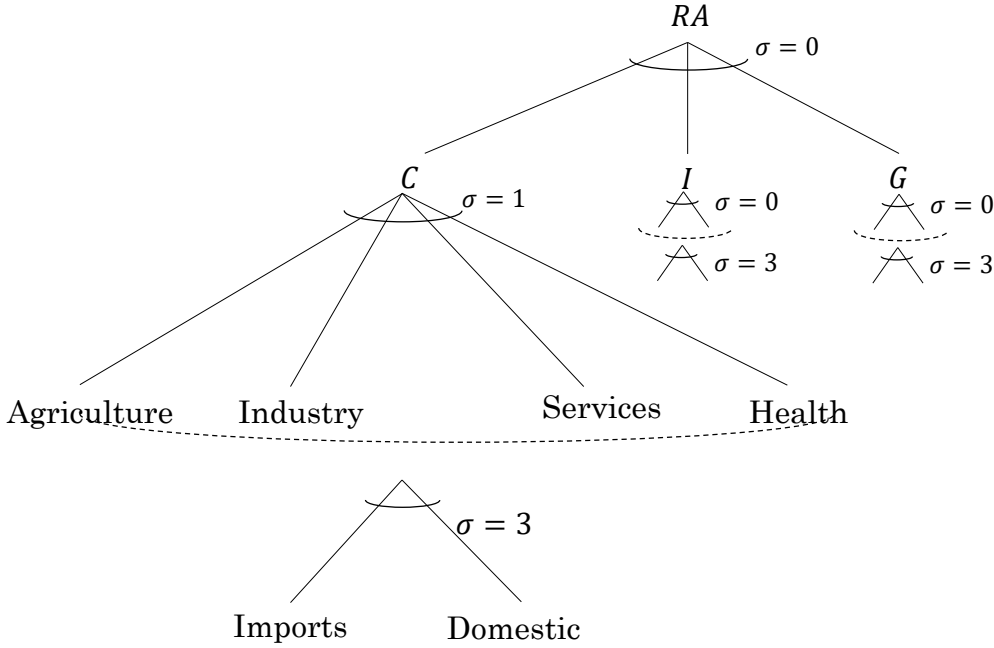 RA
σ = 0
C
I
G
σ = 1
σ = 0
σ = 0
σ = 3
σ = 3
Agriculture
Industry
Services
Health
σ = 3
Imports
Domestic